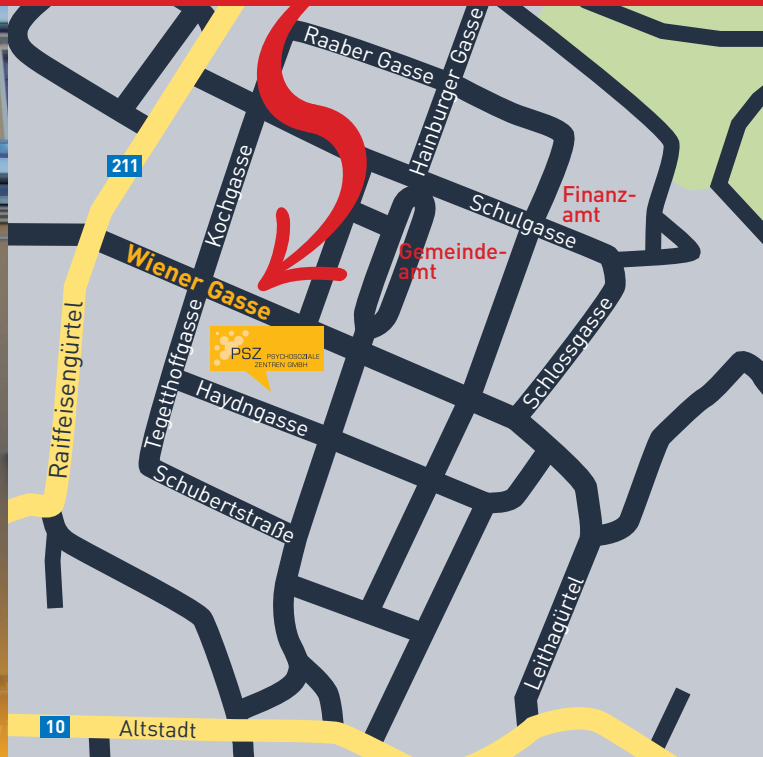 Raaber Gasse
Hainburger Gasse
211
Kochgasse
Schulgasse
Finanz-
amt
Gemeinde-
amt
Wiener Gasse
Raiffeisengürtel
Tegetthoffgasse
PSZ PSYCHOSOZIALE
ZENTREN GMBH
Schlossgasse
Haydngasse
Schubertstraße
Leithagürtel
10
Altstadt